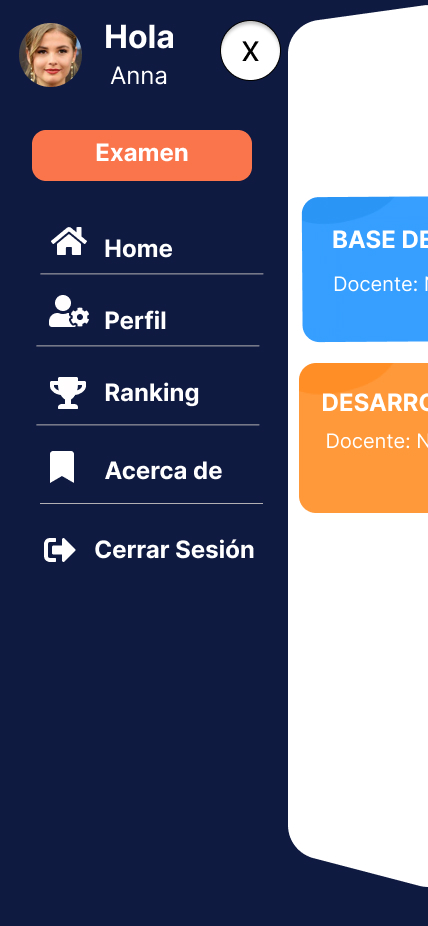 Hola
Anna
X
Examen
Home
Perfil
Ranking
Acerca de
Cerrar Sesión
BASE DE
Docente:
DESARRO
Docente: N